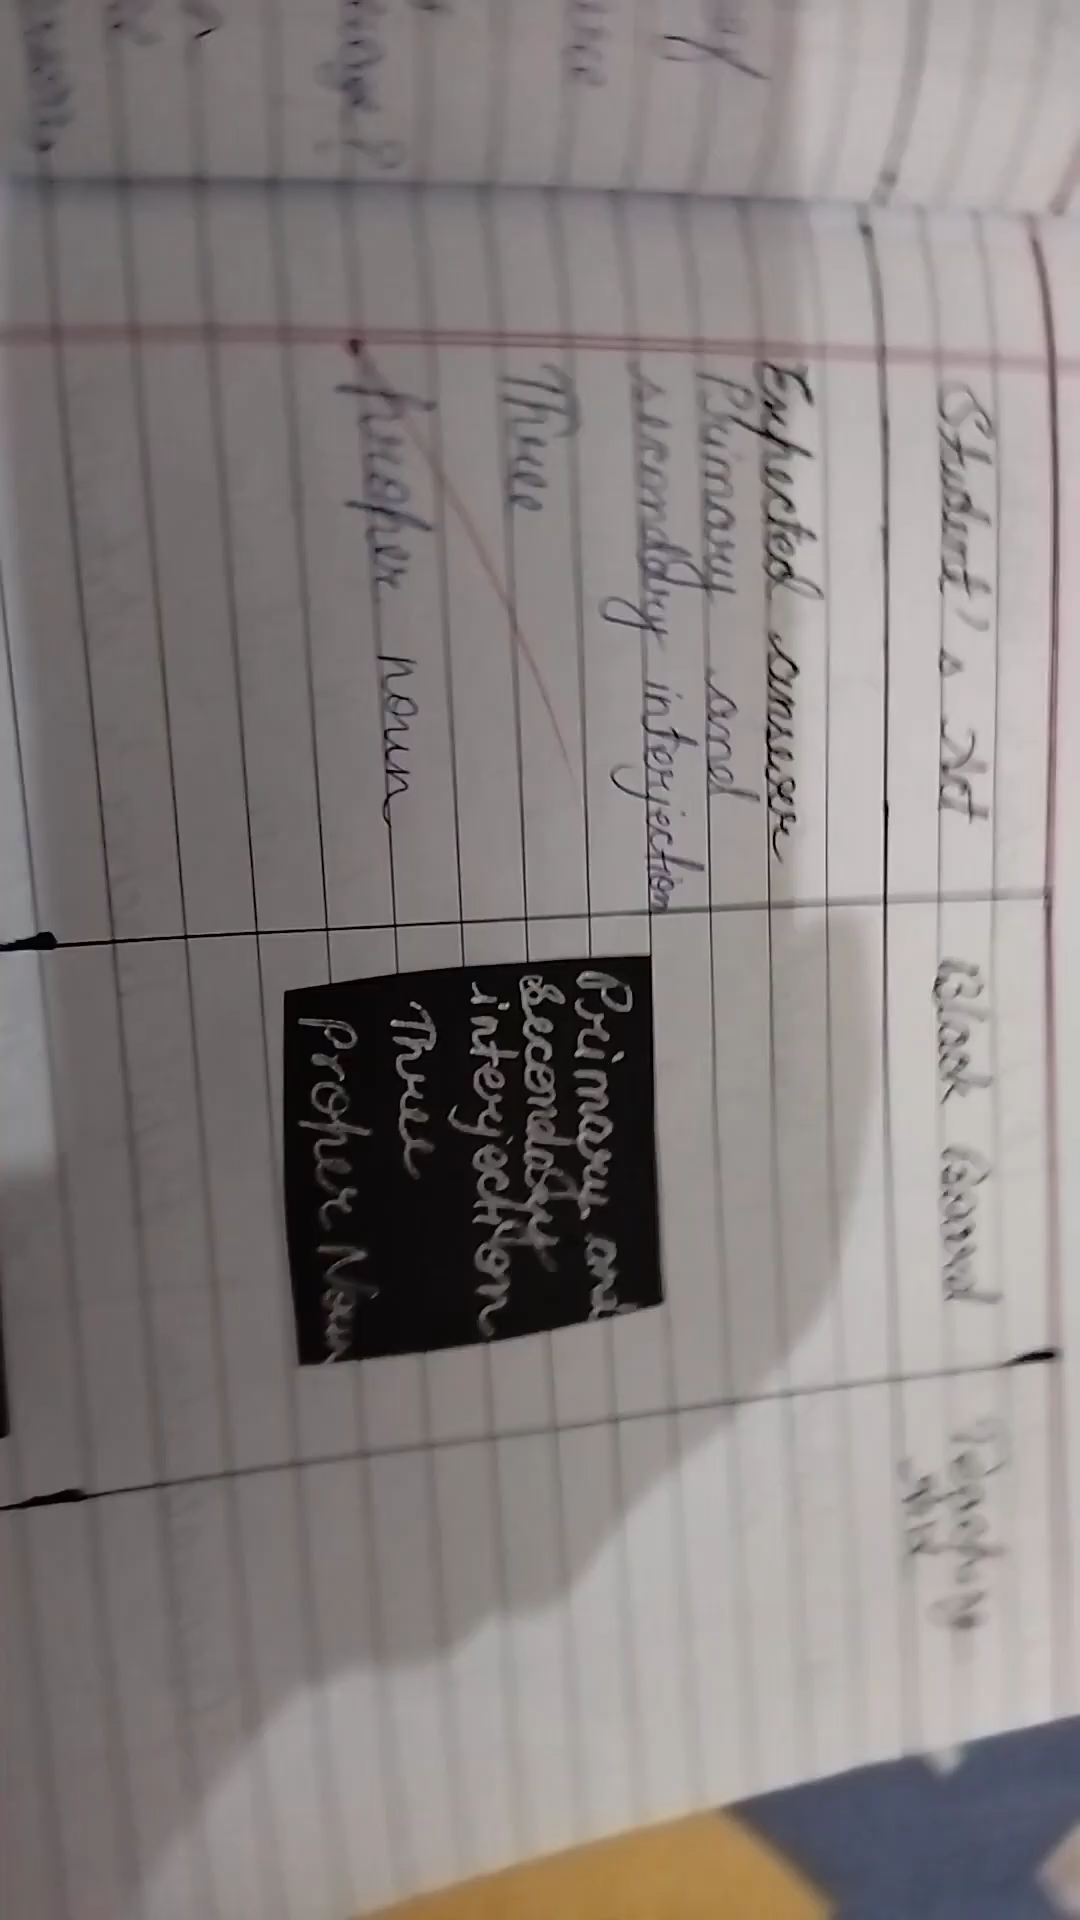 Student's Act
Black Board
Teaching
Expected answer
Primary and
secondary interjection
Three
proper noun
Primary and
secondary
interjection
Three
Proper Noun